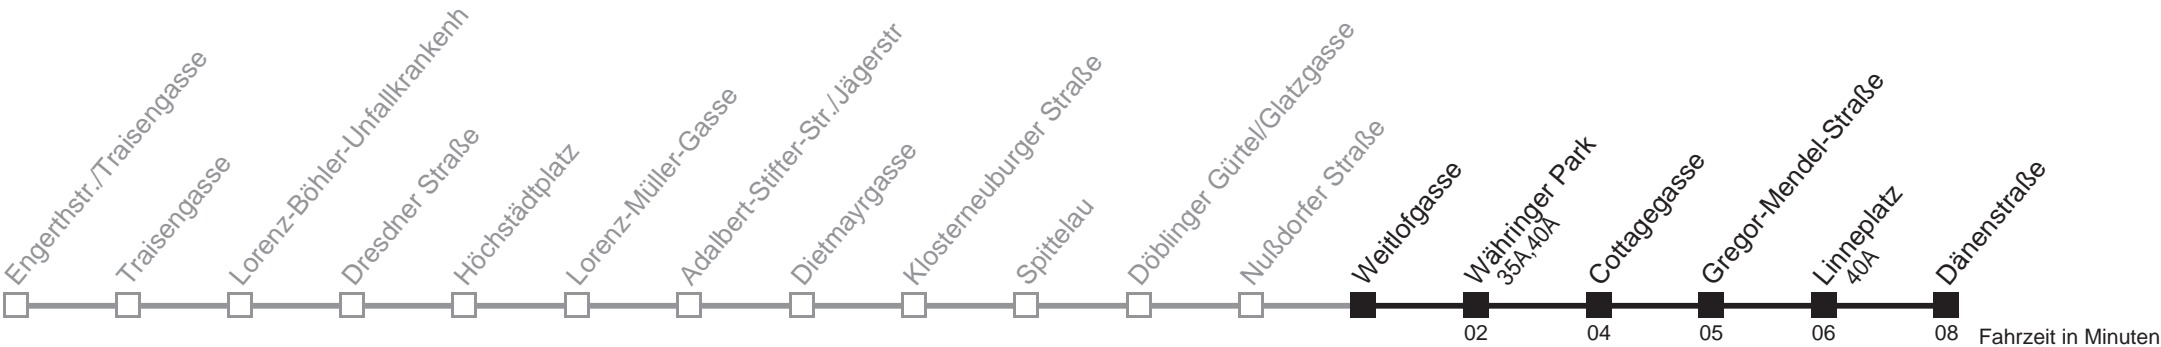 Engerthstr./Traisengasse
Traisengasse
Lorenz-Böhler-Unfallkrankenh
Dresdner Straße
Höchstädtplatz
Lorenz-Müller-Gasse
Adalbert-Stifter-Str./Jägerstr
Dietmayrgasse
Klosterneuburger Straße
Spittelau
Döblinger Gürtel/Glatzgasse
Nußdorfer Straße
Weitlofgasse
Währinger Park
35A,40A
Cottagegasse
Gregor-Mendel-Straße
Linneplatz
40A
Dänenstraße
02 04 05 06 08 Fahrzeit in Minuten